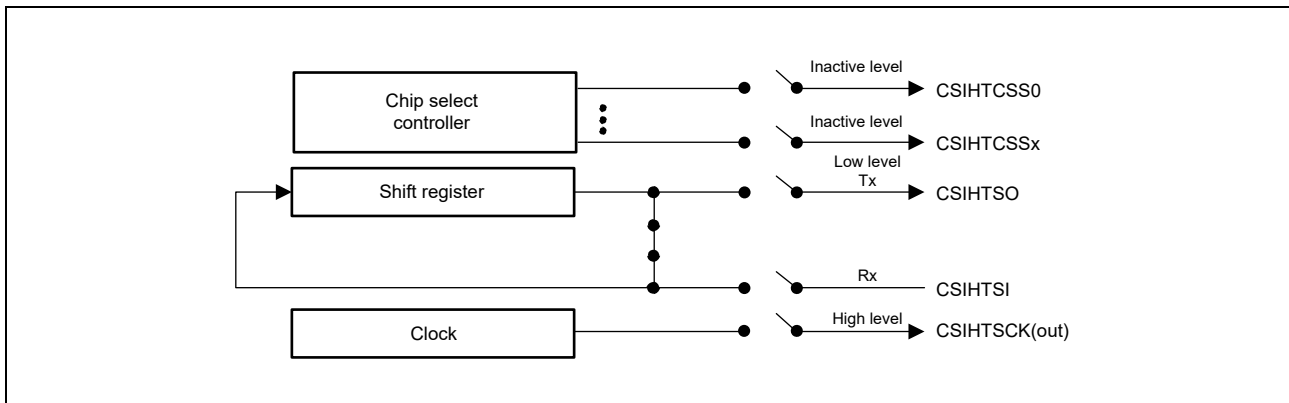 Chip select
controller
Inactive level
CSIHTCSS0
Inactive level
CSIHTCSSx
Shift register
Low level
Tx
CSIHTSO
Rx
CSIHTSI
Clock
High level
CSIHTSCK(out)